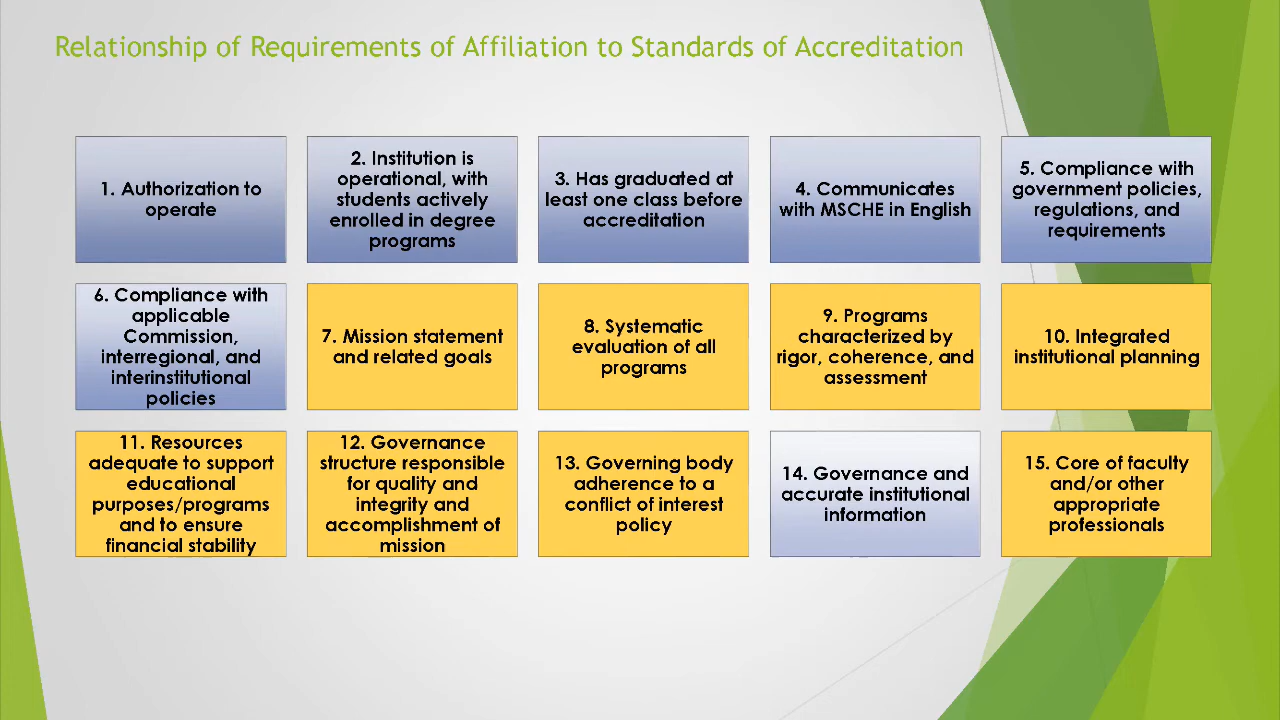 Relationship of Requirements of Affiliation to Standards of Accreditation
1. Authorization to
operate
2. Institution is
operational, with
students actively
enrolled in degree
programs
3. Has graduated at
least one class before
accreditation
4. Communicates
with MSCHE in English
5. Compliance with
government policies,
regulations, and
requirements
6. Compliance with
applicable
Commission,
interregional, and
interinstitutional
policies
7. Mission statement
and related goals
8. Systematic
evaluation of all
programs
9. Programs
characterized by
rigor, coherence, and
assessment
10. Integrated
institutional planning
11. Resources
adequate to support
educational
purposes/programs
and to ensure
financial stability
12. Governance
structure responsible
for quality and
integrity and
accomplishment of
mission
13. Governing body
adherence to a
conflict of interest
policy
14. Governance and
accurate institutional
information
15. Core of faculty
and/or other
appropriate
professionals